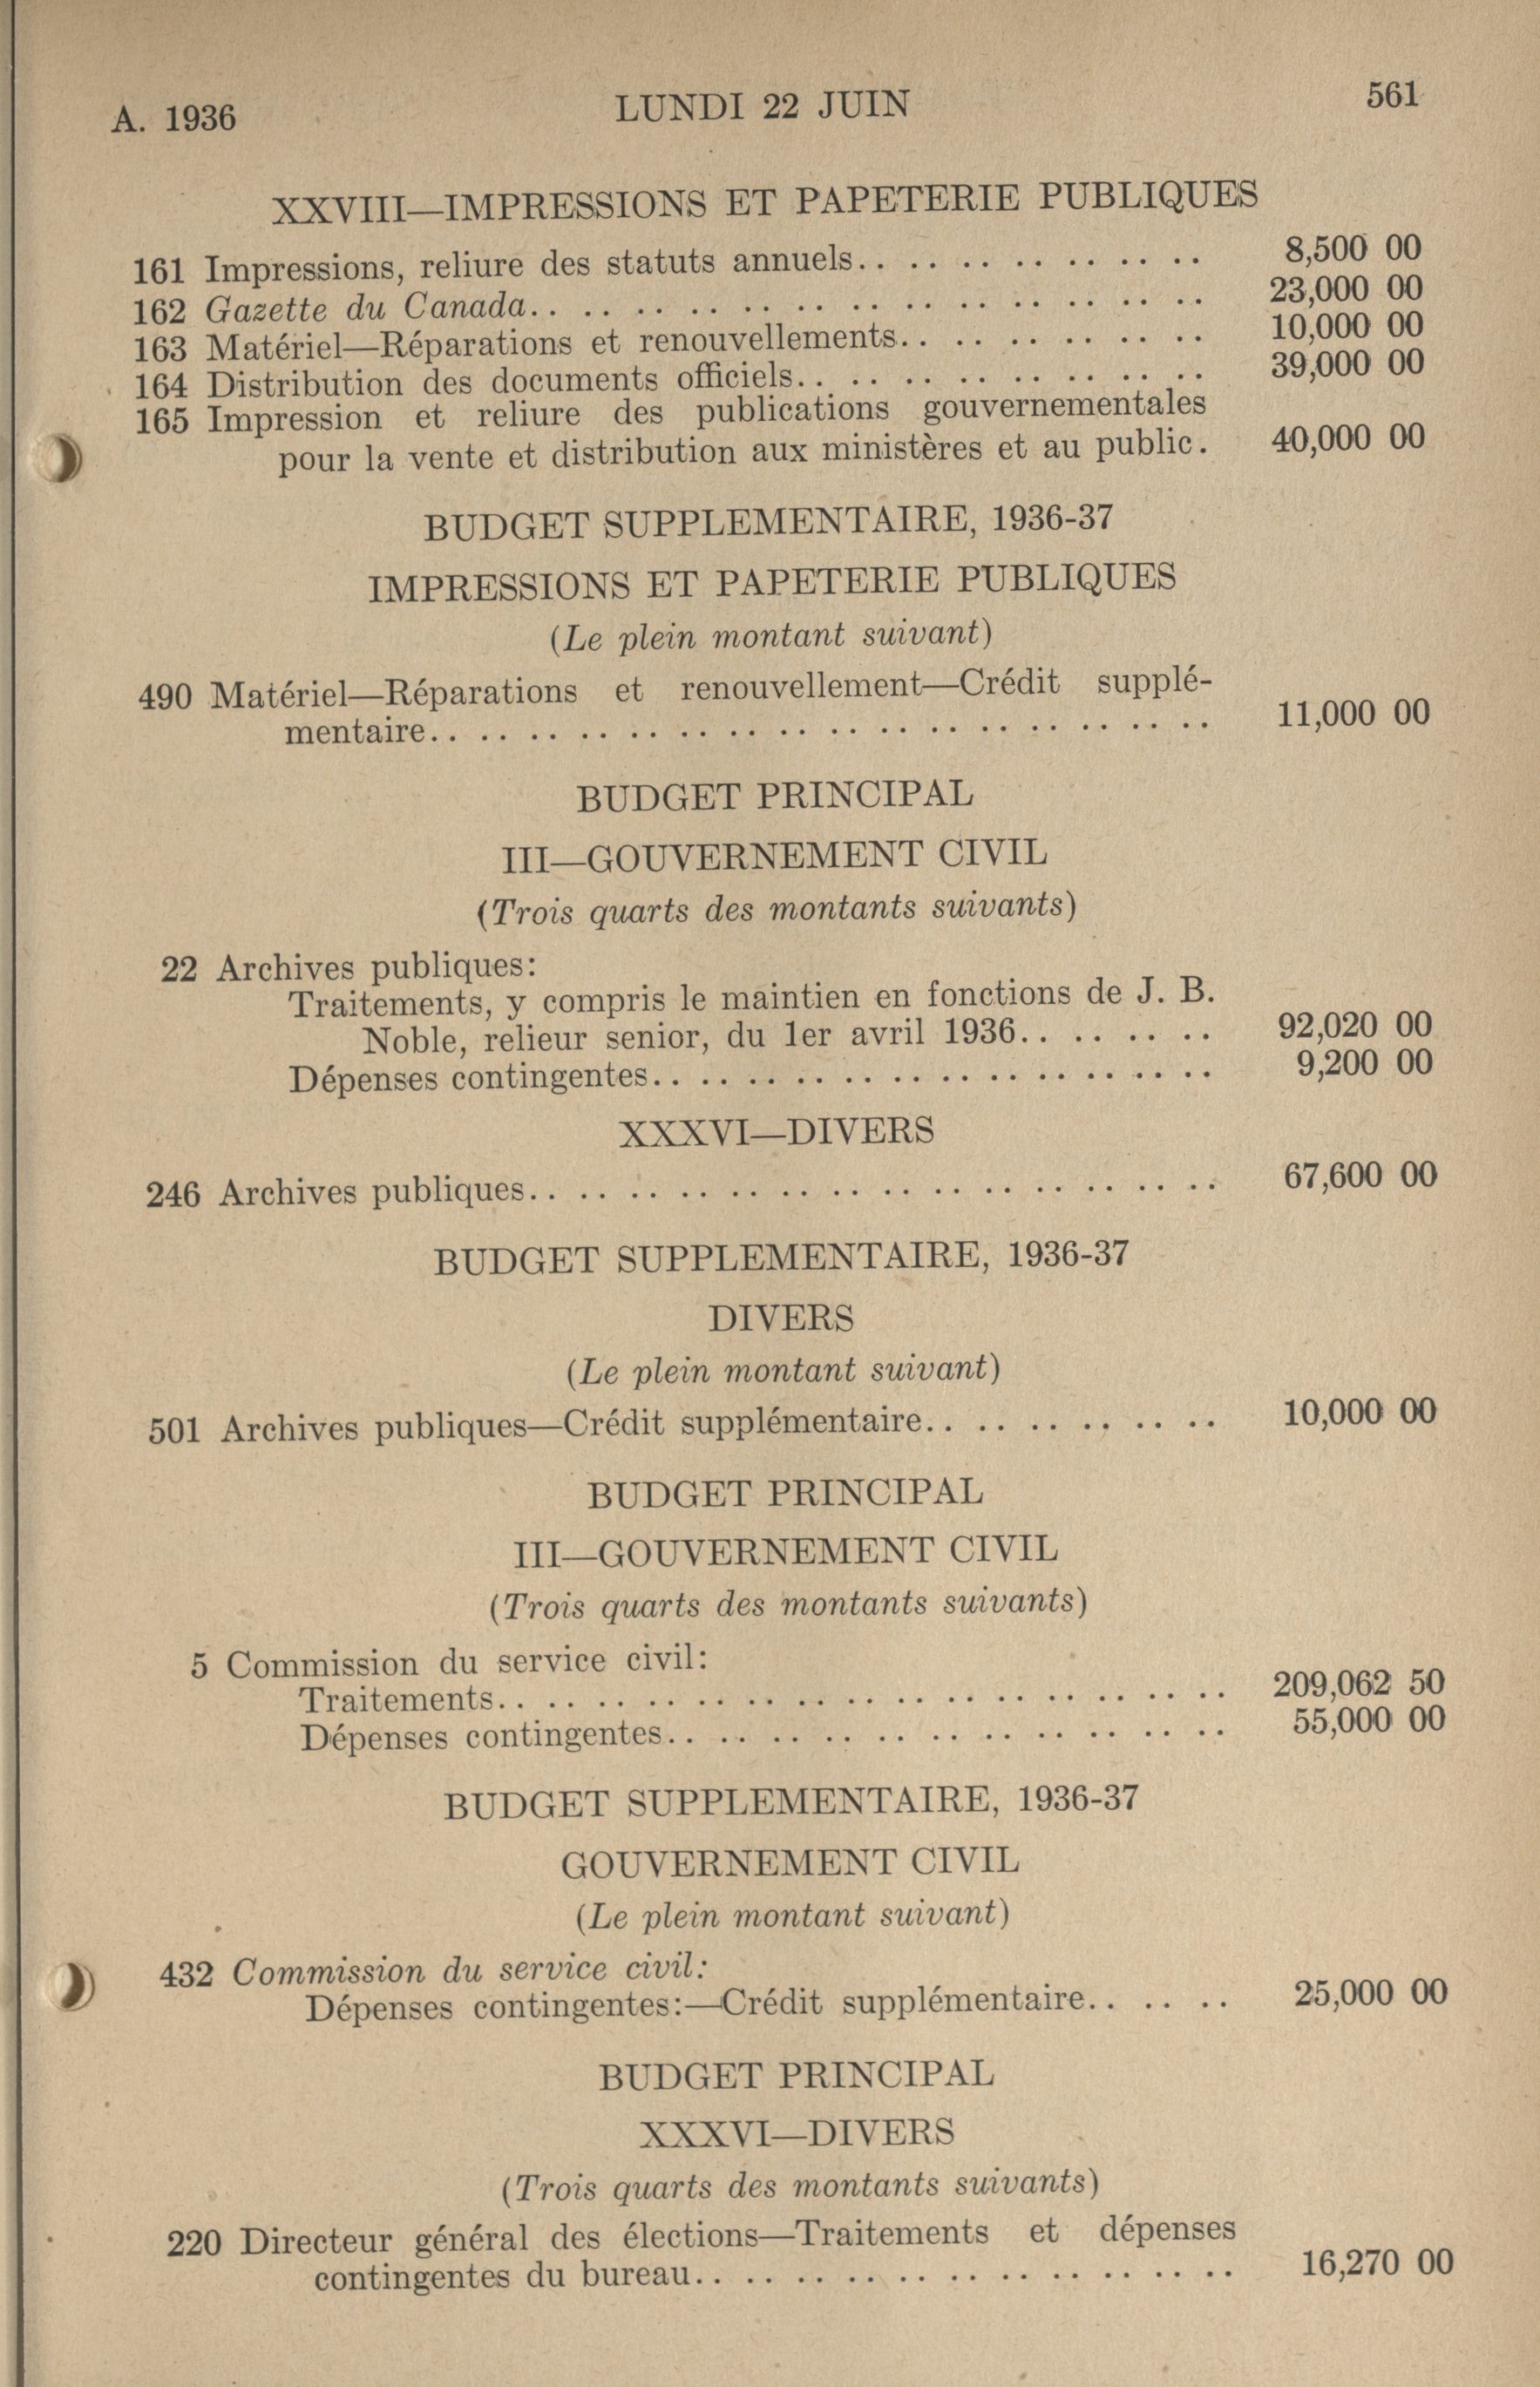 A. 1936 LUNDI 22 JUIN 561
XXVIII—IMPRESSIONS ET PAPETERIE PUBLIQUES
161 Impressions, reliure des statuts annuels.. .. .. .. .. .. .. 8,500 00
162 Gazette du Canada.. .. .. .. .. .. .. .. .. .. .. .. .. 23,000 00
163 Matériel—Réparations et renouvellements.. .. .. .. .. .. 10,000 00
164 Distribution des documents officiels.. .. .. .. .. .. .. .. 39,000 00
165 Impression et reliure des publications gouvernementales
pour la vente et distribution aux ministères et au public. 40,000 00
BUDGET SUPPLEMENTAIRE, 1936-37
IMPRESSIONS ET PAPETERIE PUBLIQUES
(Le plein montant suivant)
490 Matériel—Réparations et renouvellement—Crédit supplé-
mentaire.. .. .. .. .. .. .. .. .. .. .. .. .. .. .. .. 11,000 00
BUDGET PRINCIPAL
III—GOUVERNEMENT CIVIL
(Trois quarts des montants suivants)
22 Archives publiques:
Traitements, y compris le maintien en fonctions de J. B.
Noble, relieur senior, du 1er avril 1936.. .. .. .. 92,020 00
Dépenses contingentes.. .. .. .. .. .. .. .. .. .. .. .. 9,200 00
XXXVI—DIVERS
246 Archives publiques.. .. .. .. .. .. .. .. .. .. .. .. .. .. 67,600 00
BUDGET SUPPLEMENTAIRE, 1936-37
DIVERS
(Le plein montant suivant)
501 Archives publiques—Crédit supplémentaire.. .. .. .. .. .. 10,000 00
BUDGET PRINCIPAL
III—GOUVERNEMENT CIVIL
(Trois quarts des montants suivants)
5 Commission du service civil:
Traitements.. .. .. .. .. .. .. .. .. .. .. .. .. .. .. 209,062 50
Dépenses contingentes.. .. .. .. .. .. .. .. .. .. .. 55,000 00
BUDGET SUPPLEMENTAIRE, 1936-37
GOUVERNEMENT CIVIL
(Le plein montant suivant)
432 Commission du service civil:
Dépenses contingentes:—Crédit supplémentaire.. .. .. 25,000 00
BUDGET PRINCIPAL
XXXVI—DIVERS
(Trois quarts des montants suivants)
220 Directeur général des élections—Traitements et dépenses
contingentes du bureau.. .. .. .. .. .. .. .. .. .. .. 16,270 00